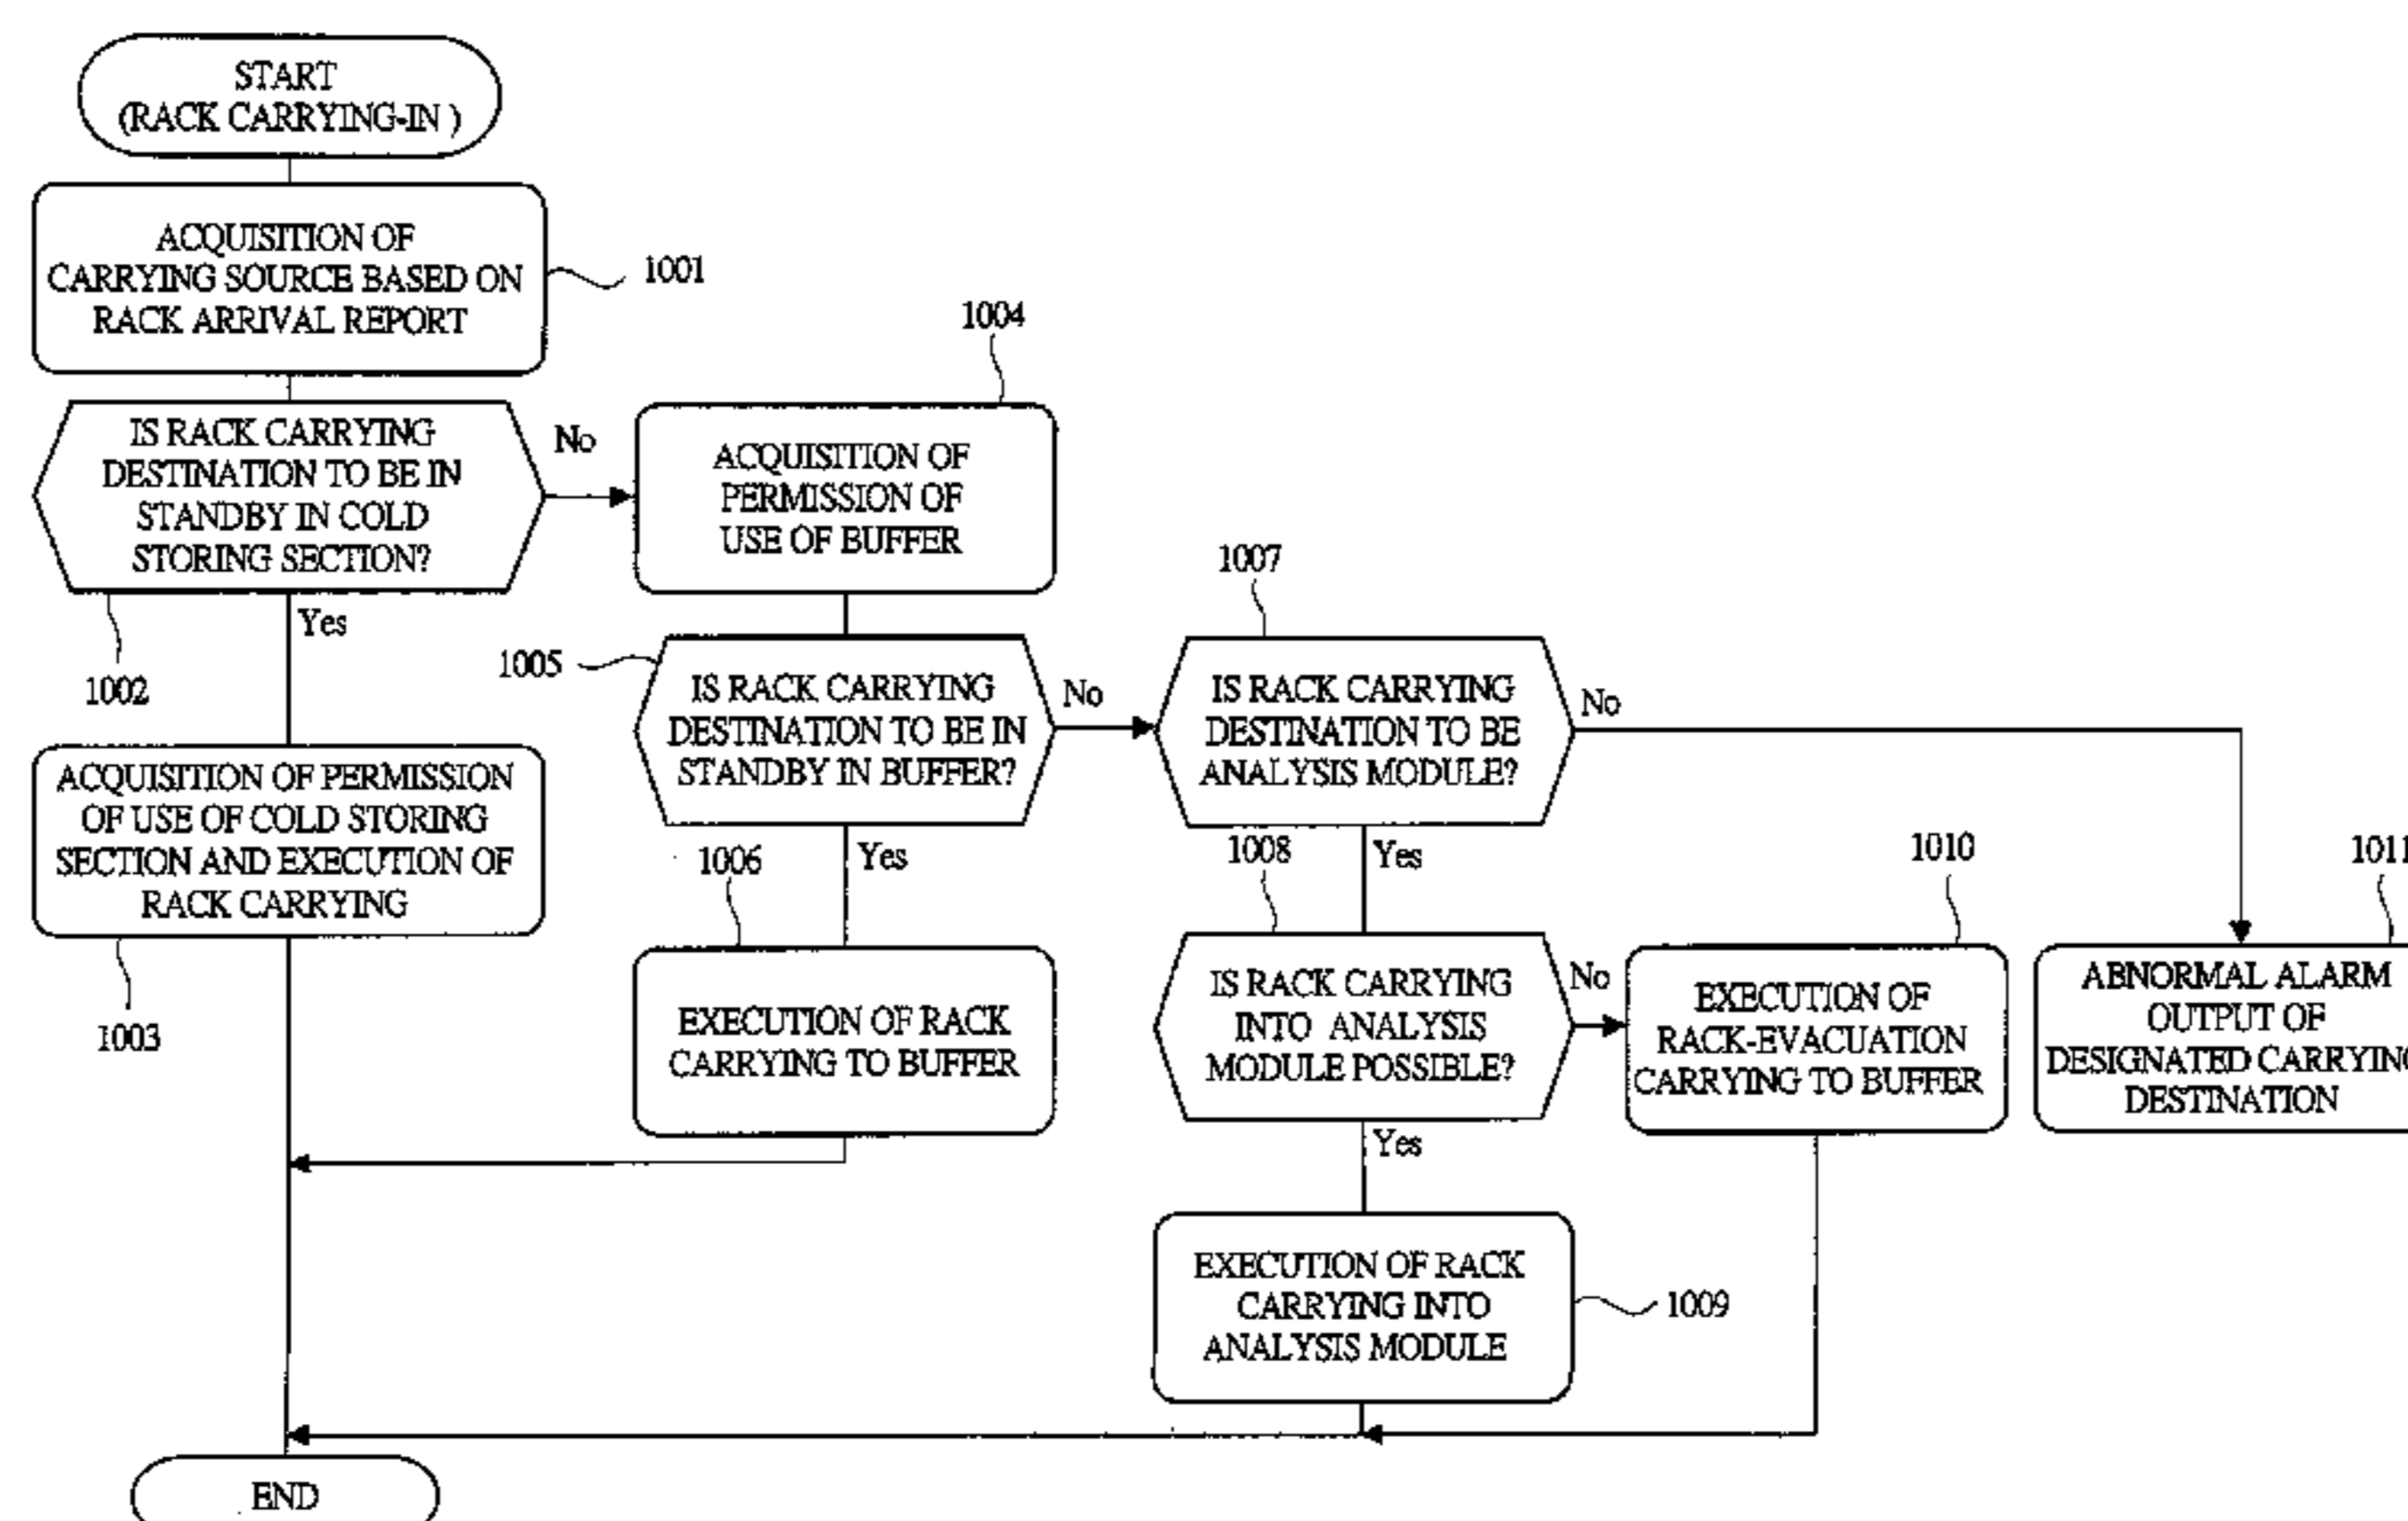 START
(RACK CARRYING-IN )
ACQUISITION OF
CARRYING SOURCE BASED ON
RACK ARRIVAL REPORT
1001
IS RACK CARRYING
DESTINATION TO BE IN
STANDBY IN COLD
STORING SECTION?
No
Yes
1002
ACQUISITION OF PERMISSION
OF USE OF COLD STORING
SECTION AND EXECUTION OF
RACK CARRYING
1003
1004
ACQUISITION OF
PERMISSION OF
USE OF BUFFER
1005
IS RACK CARRYING
DESTINATION TO BE IN
STANDBY IN BUFFER?
No
Yes
1006
EXECUTION OF RACK
CARRYING TO BUFFER
1007
IS RACK CARRYING
DESTINATION TO BE
ANALYSIS MODULE?
No
Yes
1008
IS RACK CARRYING
INTO ANALYSIS
MODULE POSSIBLE?
No
Yes
EXECUTION OF RACK
CARRYING INTO
ANALYSIS MODULE
1009
1010
EXECUTION OF
RACK-EVACUATION
CARRYING TO BUFFER
1011
ABNORMAL ALARM
OUTPUT OF
DESIGNATED CARRYING
DESTINATION
END